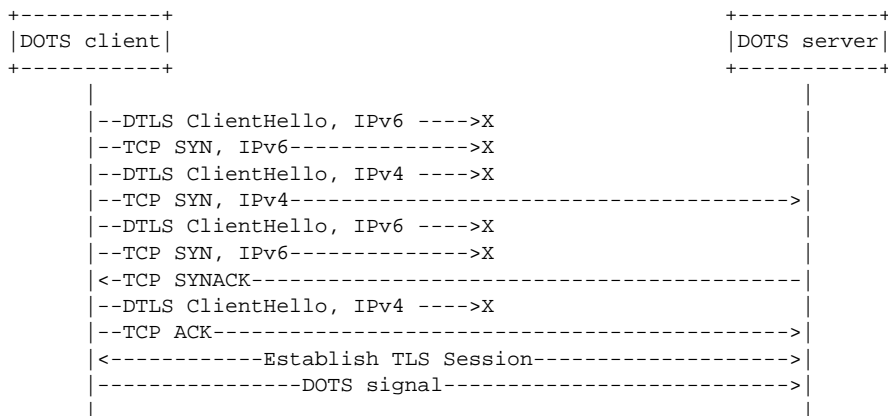 +-----------+                                     +-----------+
|DOTS client|                                     |DOTS server|
+-----------+                                     +-----------+
      |                                                 |
      |--DTLS ClientHello, IPv6 ---->X                  |
      |--TCP SYN, IPv6-------------->X                  |
      |--DTLS ClientHello, IPv4 ---->X                  |
      |--TCP SYN, IPv4--------------------------------->|
      |--DTLS ClientHello, IPv6 ---->X                  |
      |--TCP SYN, IPv6-------------->X                  |
      |<-TCP SYNACK-------------------------------------|
      |--DTLS ClientHello, IPv4 ---->X                  |
      |--TCP ACK--------------------------------------->|
      |<------------Establish TLS Session-------------->|
      |----------------DOTS signal--------------------->|
      |                                                 |